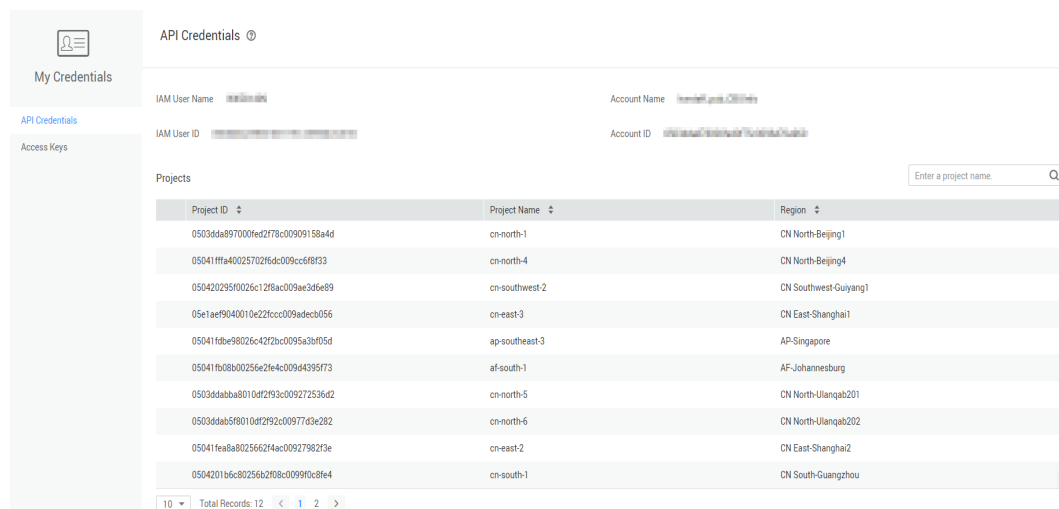 API Credentials
My Credentials
API Credentials
Access Keys
IAM User Name
Account Name
IAM User ID
Account ID
Projects
Enter a project name.
Project ID Project Name Region
0503dda897000fed2f78c00909158a4d cn-north-1 CN North-Beijing1
05041fffa40025702f6dc009cc6f8f33 cn-north-4 CN North-Beijing4
050420295f0026c12f8ac009ae3d6e89 cn-southwest-2 CN Southwest-Guiyang1
05e1aef9040010e22fccc009adecb056 cn-east-3 CN East-Shanghai1
05041fdbe98026c42f2bc0095a3bf05d ap-southeast-3 AP-Singapore
05041fb08b00256e2fe4c009d4395f73 af-south-1 AF-Johannesburg
0503ddabba8010df2f93c009272536d2 cn-north-5 CN North-Ulanqab201
0503ddab5f8010df2f92c00977d3e282 cn-north-6 CN North-Ulanqab202
05041fea8a8025662f4ac00927982f3e cn-east-2 CN East-Shanghai2
0504201b6c80256b2f08c0099f0c8fe4 cn-south-1 CN South-Guangzhou
10 Total Records: 12 < 1 2 >